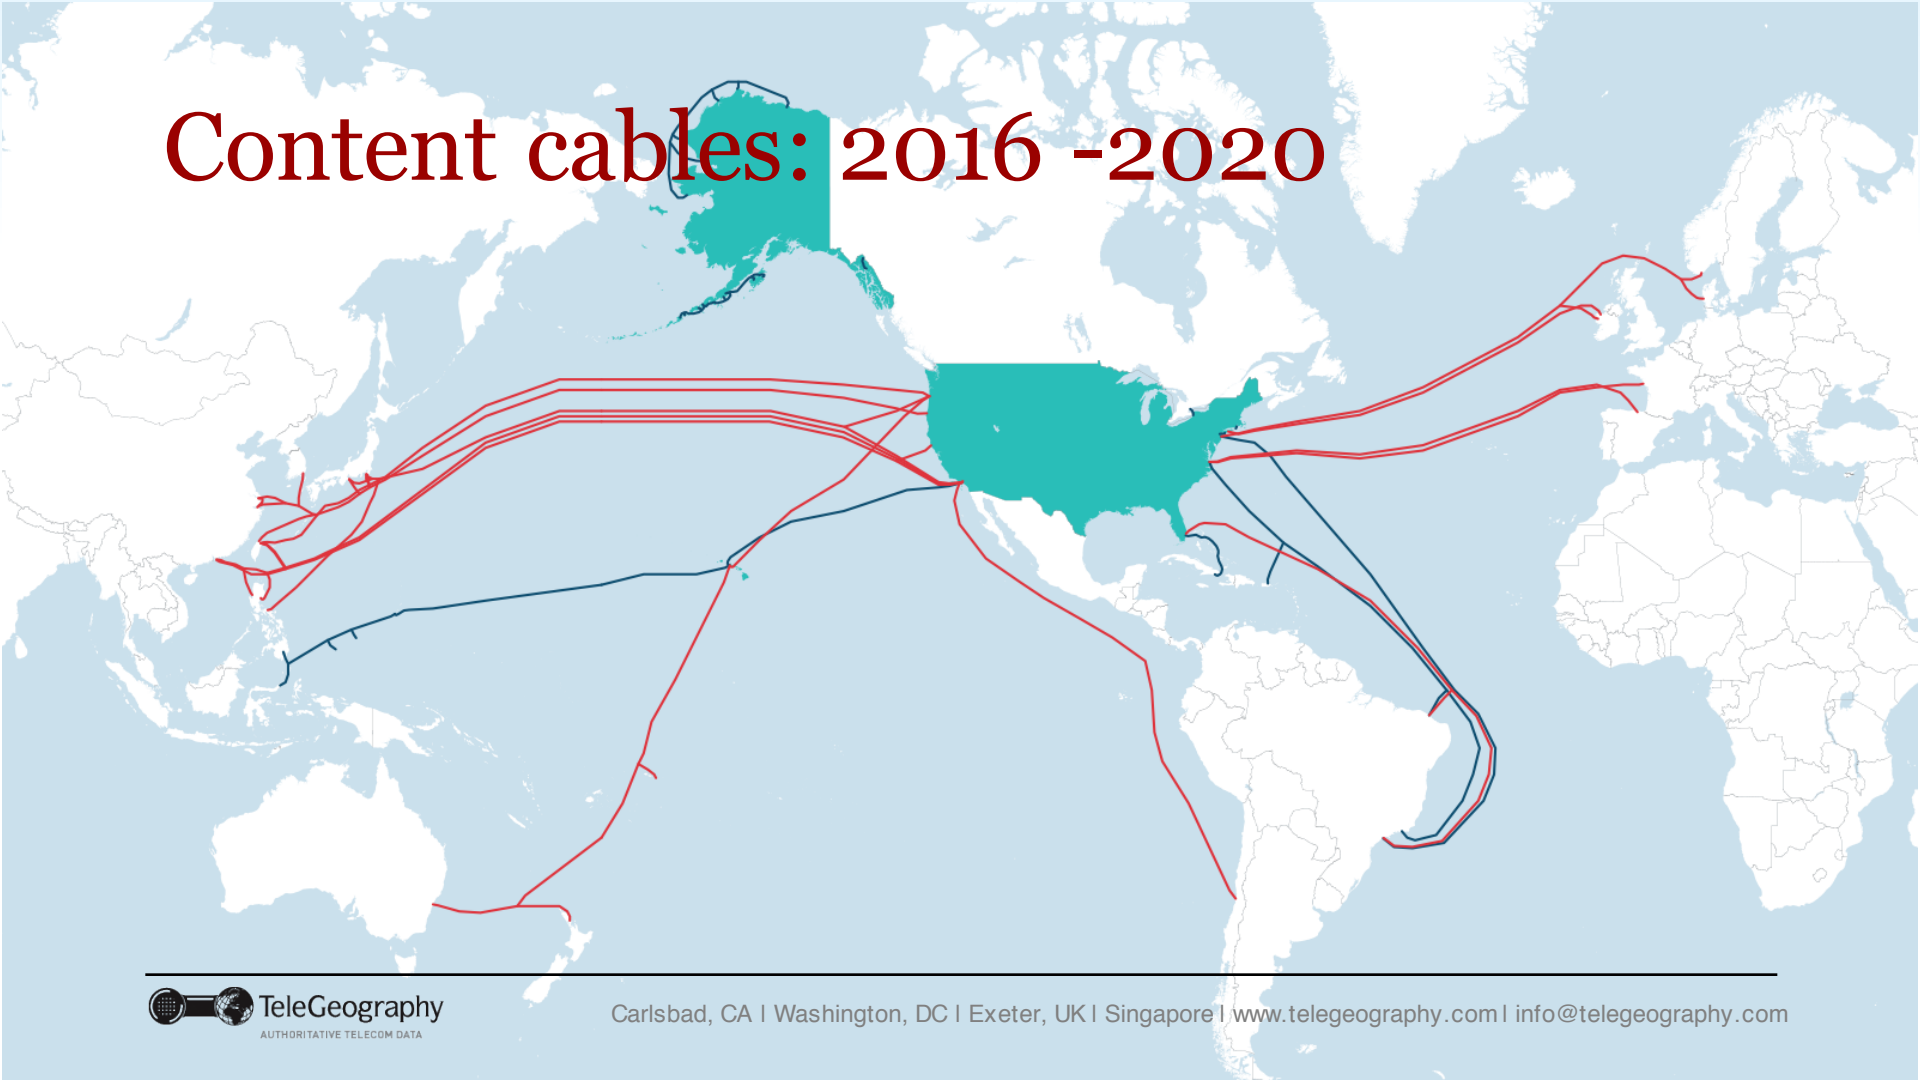 Content cables: 2016 -2020
TeleGeography
AUTHORITATIVE TELECOM DATA
Carlsbad, CA | Washington, DC | Exeter, UK | Singapore | www.telegeography.com | info@telegeography.com